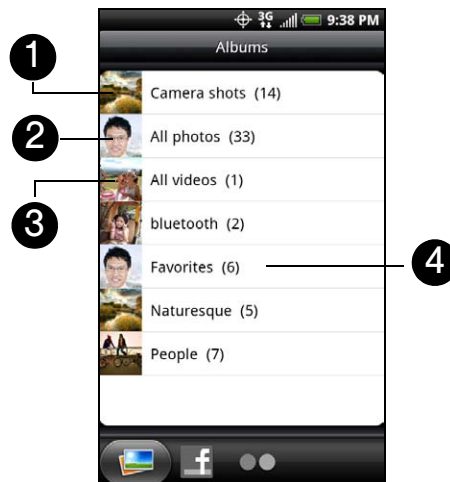 3G 9:38 PM
Albums
1
Camera shots (14)
2
All photos (33)
3
All videos (1)
bluetooth (2)
Favorites (6)
4
Naturesque (5)
People (7)
f